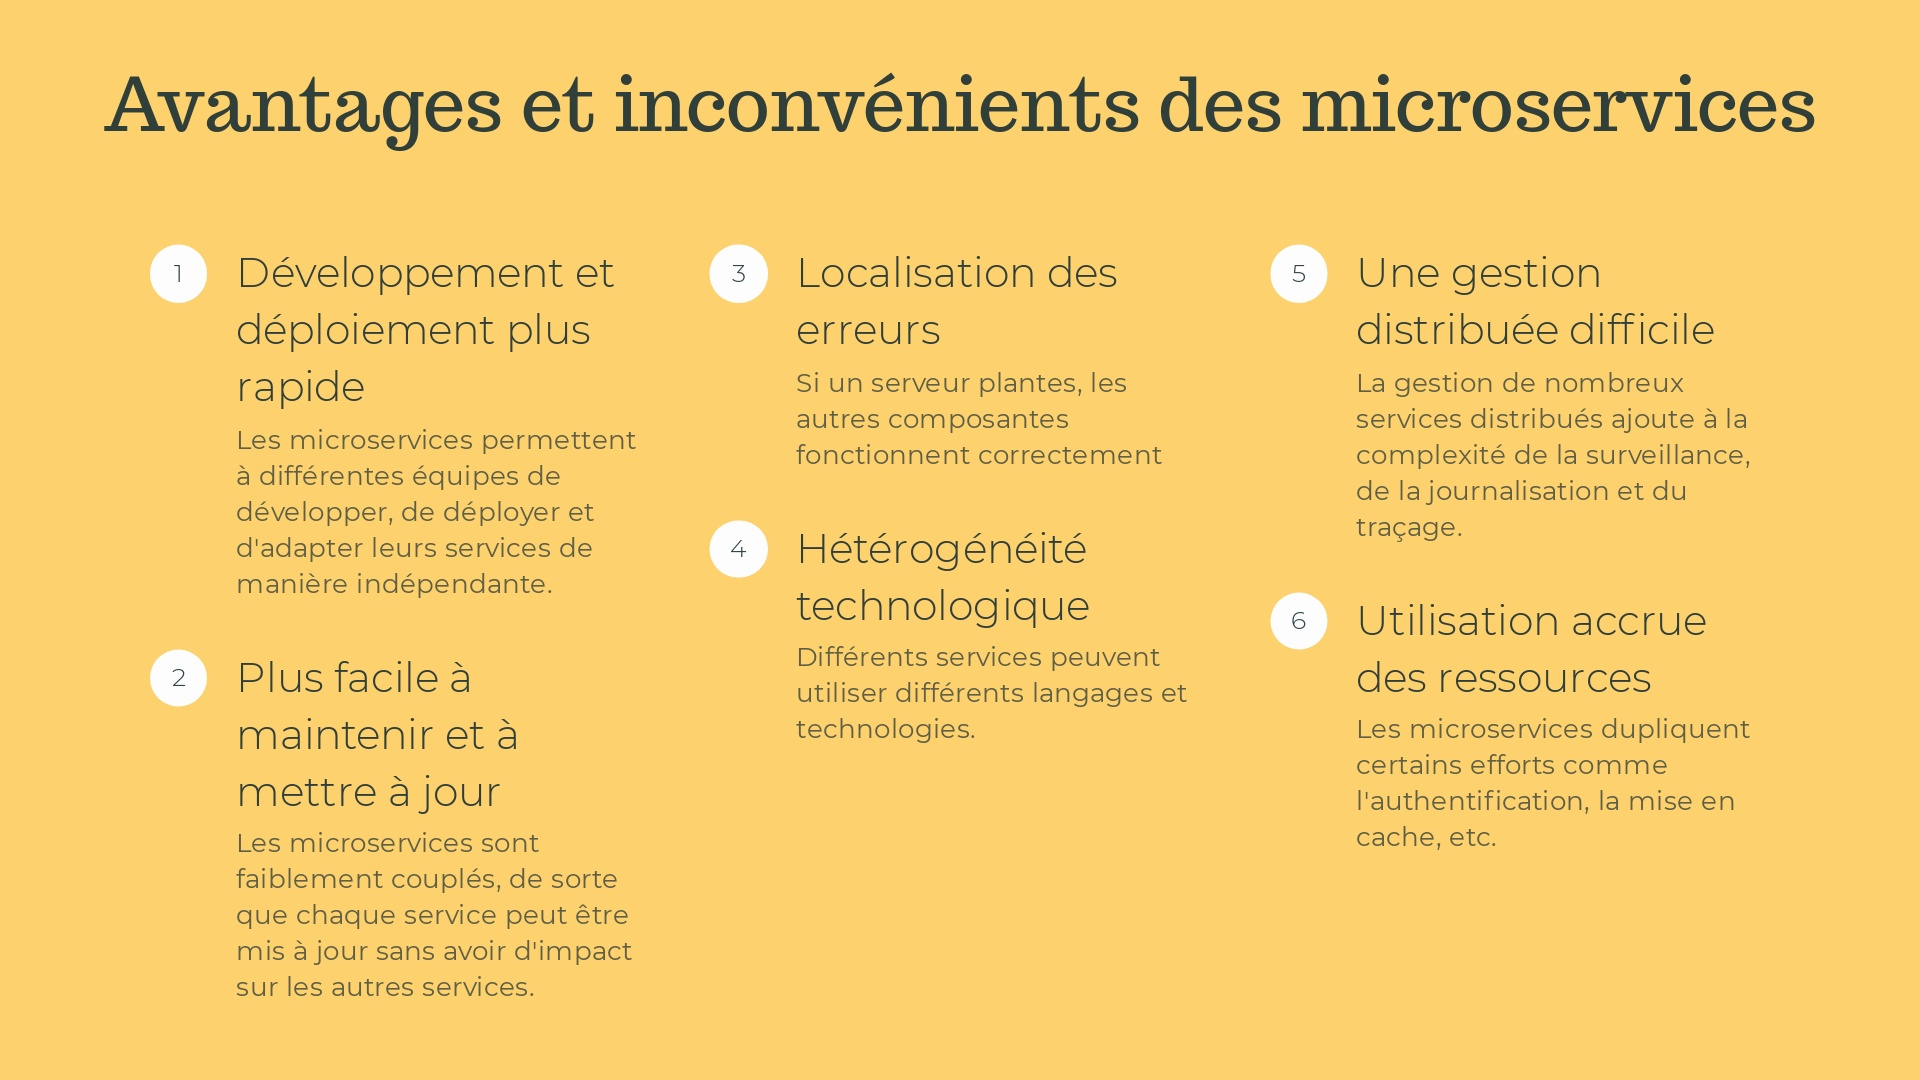 Avantages et inconvénients des microservices
1
Développement et
déploiement plus
rapide
Les microservices permettent
à différentes équipes de
développer, de déployer et
d'adapter leurs services de
manière indépendante.
2
Plus facile à
maintenir et à
mettre à jour
Les microservices sont
faiblement couplés, de sorte
que chaque service peut être
mis à jour sans avoir d'impact
sur les autres services.
3
Localisation des
erreurs
Si un serveur plantes, les
autres composantes
fonctionnent correctement
4
Hétérogénéité
technologique
Différents services peuvent
utiliser différents langages et
technologies.
5
Une gestion
distribuée difficile
La gestion de nombreux
services distribués ajoute à la
complexité de la surveillance,
de la journalisation et du
traçage.
6
Utilisation accrue
des ressources
Les microservices dupliquent
certains efforts comme
l'authentification, la mise en
cache, etc.